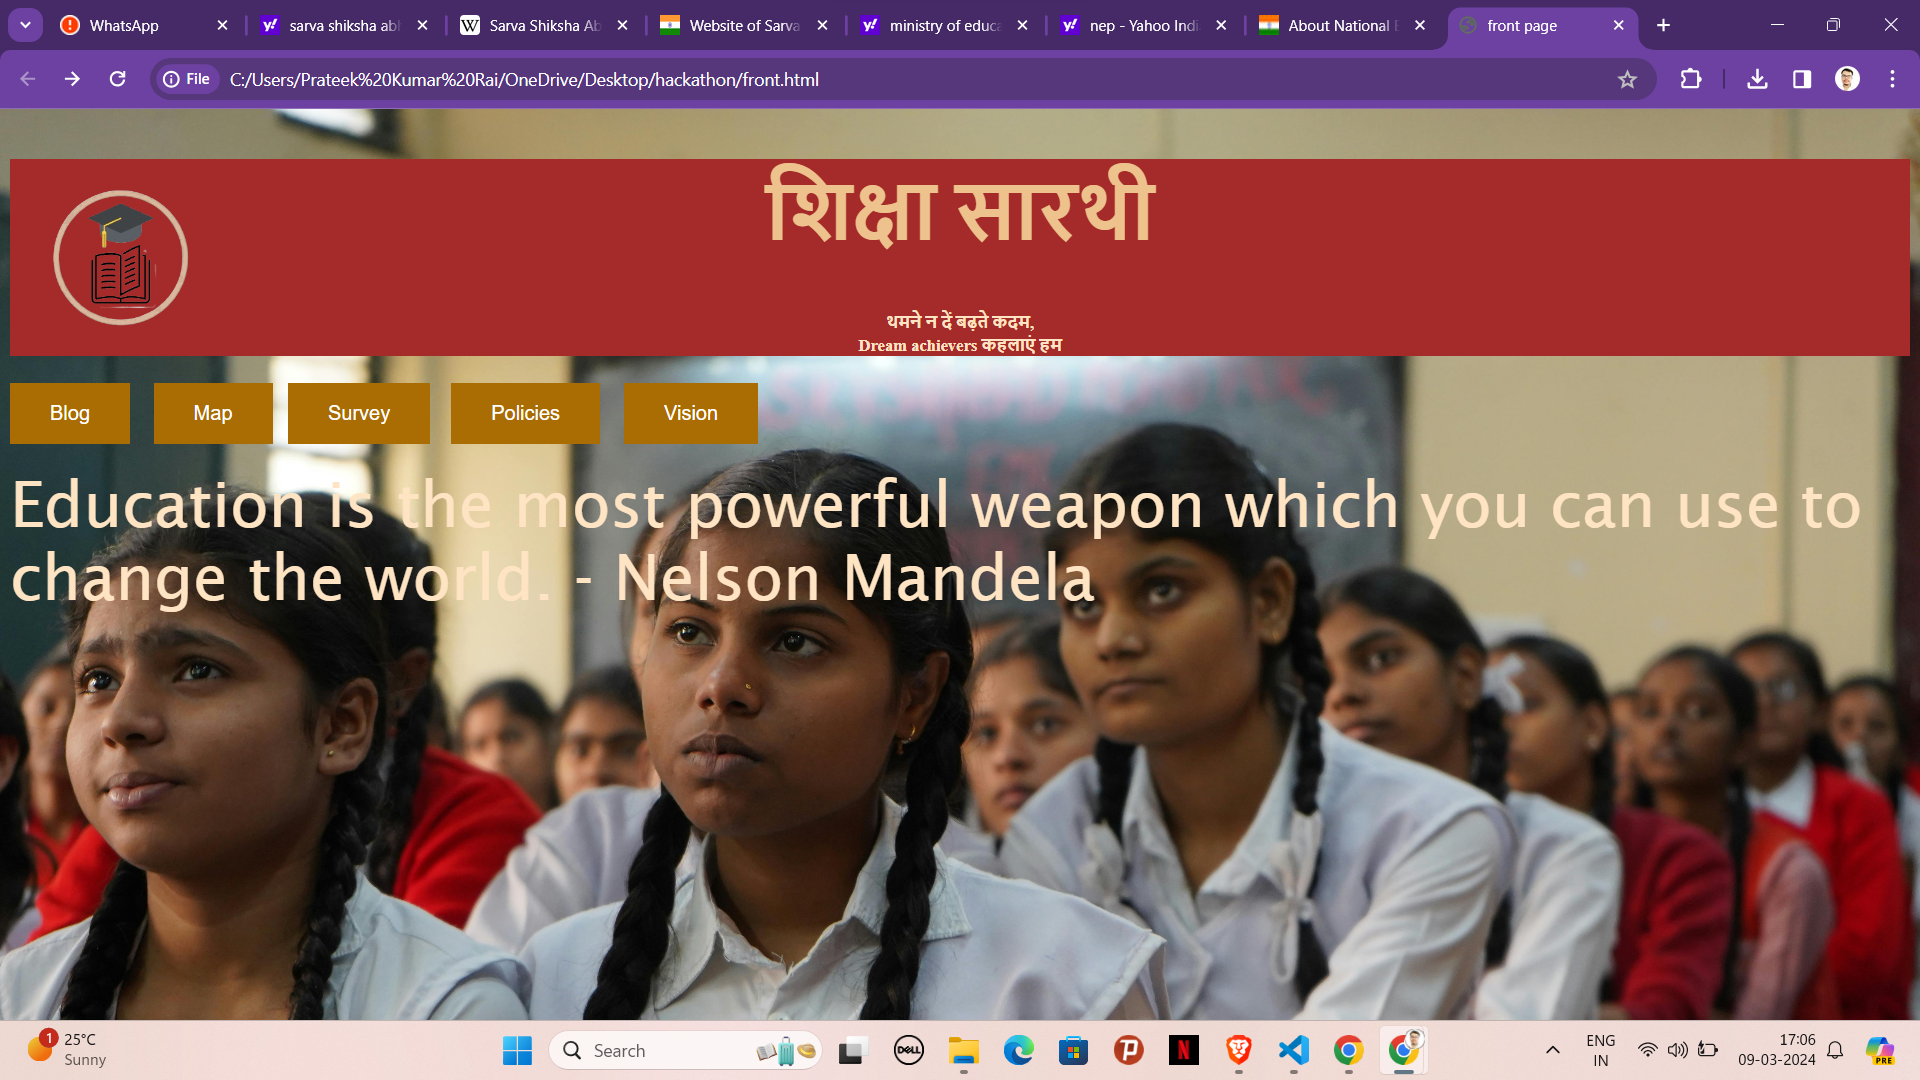 WhatsApp
sarva shiksha abh
Sarva Shiksha Ab
Website of Sarva
ministry of educa
nep - Yahoo Indi
About National E
front page
File
C:/Users/Prateek%20Kumar%20Rai/OneDrive/Desktop/hackathon/front.html
शिक्षा सारथी
थमने न दें बढ़ते कदम,
Dream achievers कहलाएं हम
Blog
Map
Survey
Policies
Vision
Education is the most powerful weapon which you can use to
change the world. - Nelson Mandela
1
25°C
Sunny
Search
DELL
N
PRE
ENG
IN
17:06
09-03-2024